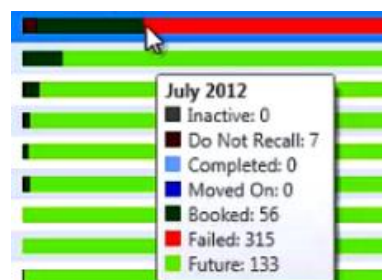 July 2012
Inactive: 0
Do Not Recall: 7
Completed: 0
Moved On: 0
Booked: 56
Failed: 315
Future: 133